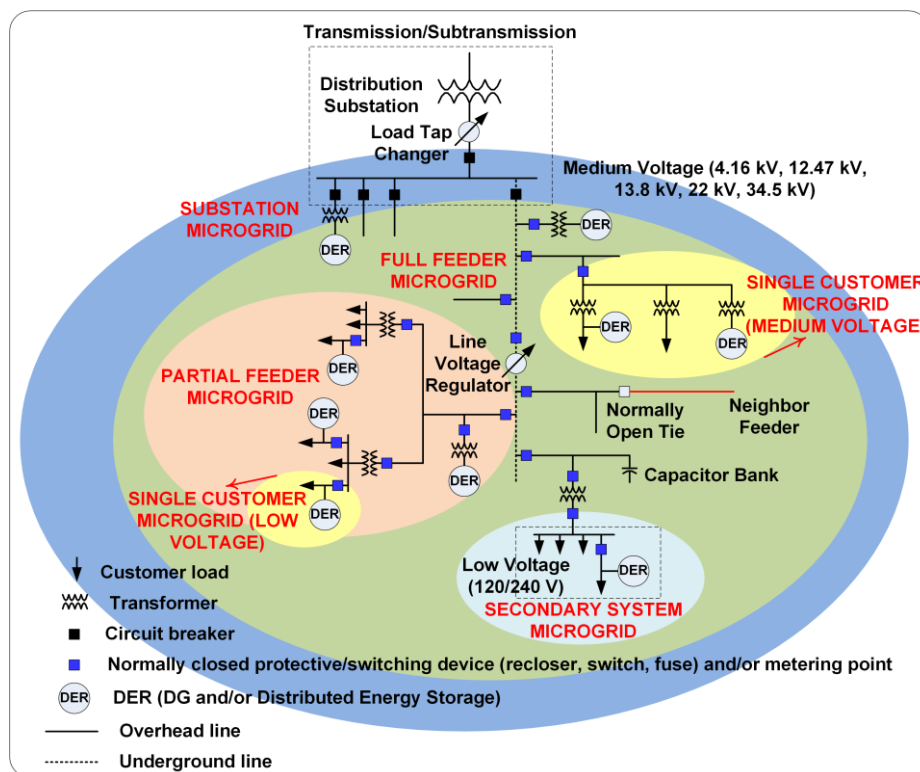 Transmission/Subtransmission
Distribution
Substation
Load Tap
Changer
Medium Voltage (4.16 kV, 12.47 kV,
13.8 kV, 22 kV, 34.5 kV)
SUBSTATION
MICROGRID
DER
DER
FULL FEEDER
MICROGRID
SINGLE CUSTOMER
MICROGRID
(MEDIUM VOLTAGE
DER
DER
Line
Voltage
Regulator
PARTIAL FEEDER
MICROGRID
DER
DER
Normally
Open Tie
Neighbor
Feeder
DER
Capacitor Bank
SINGLE CUSTOMER
MICROGRID (LOW
VOLTAGE)
DER
Low Voltage
(120/240 V)
DER
SECONDARY SYSTEM
MICROGRID
Customer load
Transformer
Circuit breaker
Normally closed protective/switching device (recloser, switch, fuse) and/or metering point
DER
DER (DG and/or Distributed Energy Storage)
Overhead line
Underground line